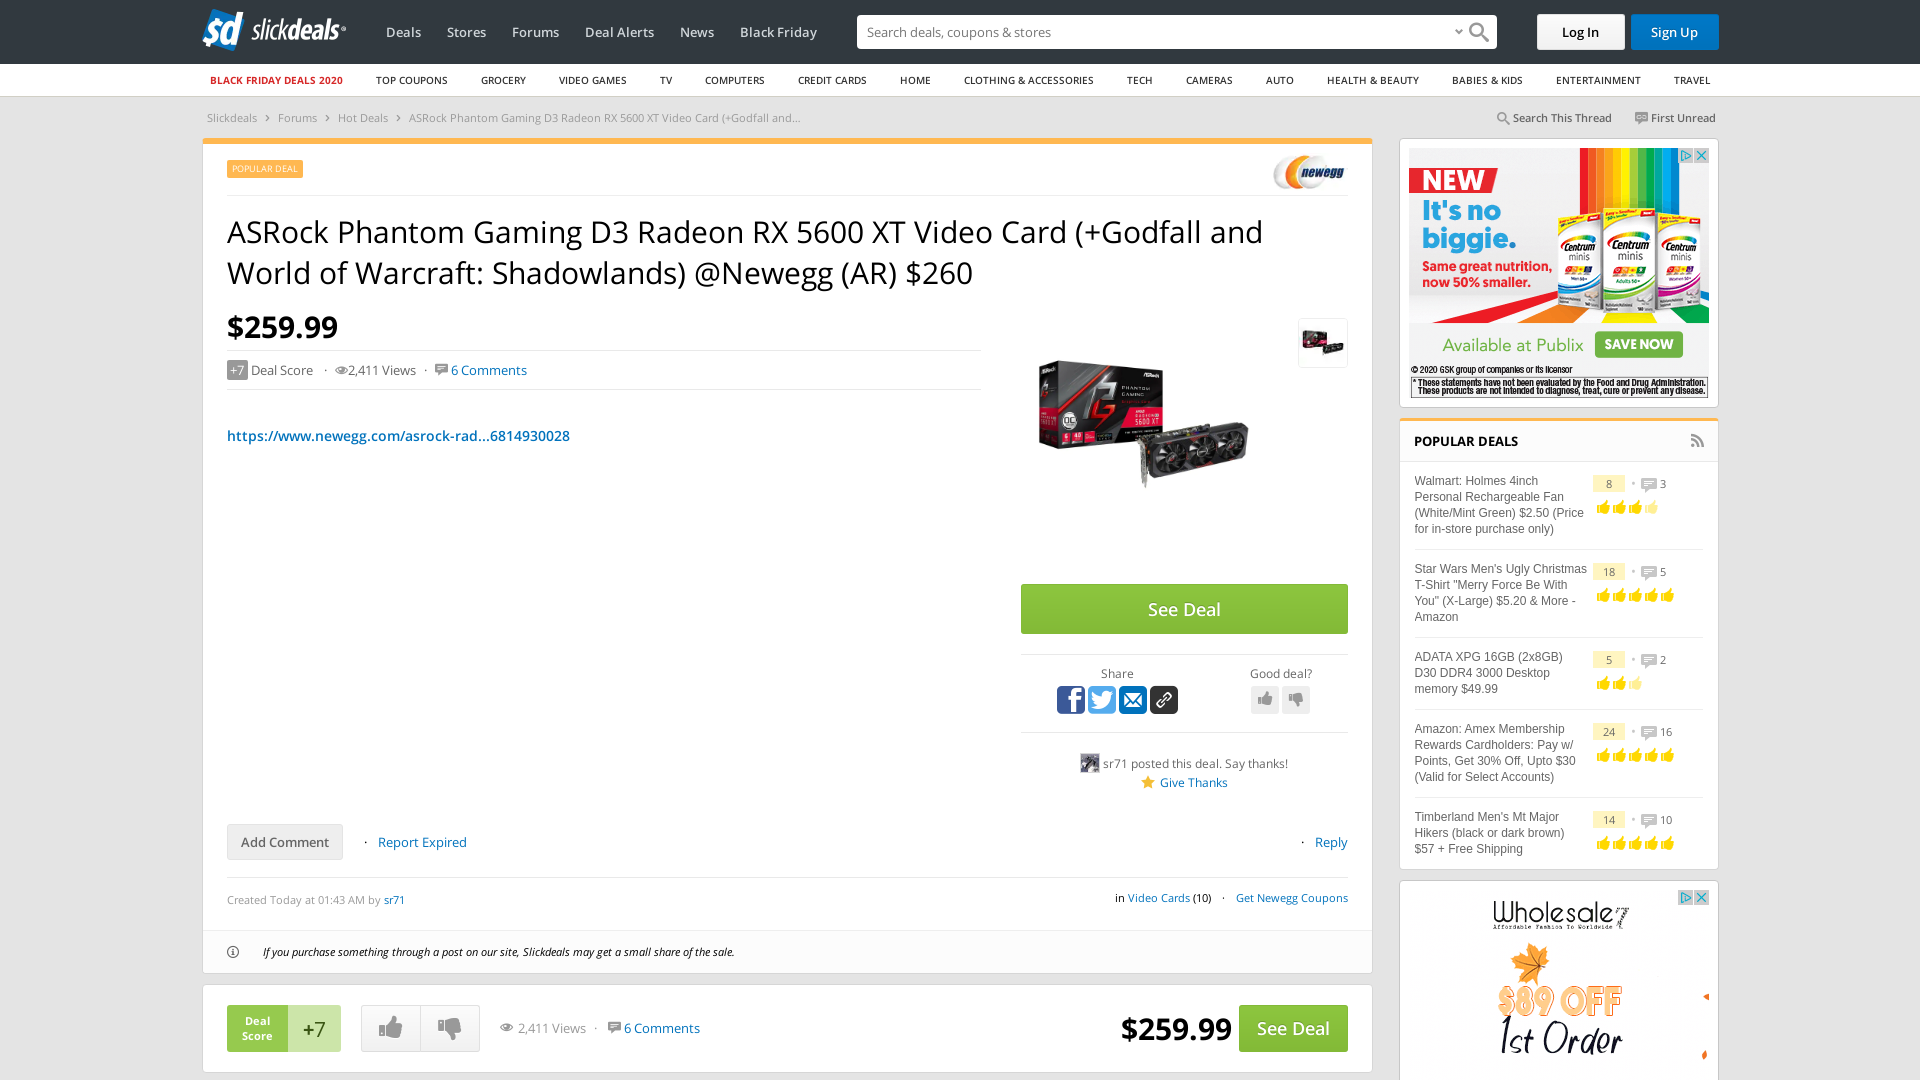 slickdeals
Deals
Stores
Forums
Deal Alerts
News
Black Friday
Search deals, coupons & stores
Log In
Sign Up
BLACK FRIDAY DEALS 2020
TOP COUPONS
GROCERY
VIDEO GAMES
TV
COMPUTERS
CREDIT CARDS
HOME
CLOTHING & ACCESSORIES
TECH
CAMERAS
AUTO
HEALTH & BEAUTY
BABIES & KIDS
ENTERTAINMENT
TRAVEL
Slickdeals › Forums › Hot Deals › ASRock Phantom Gaming D3 Radeon RX 5600 XT Video Card (+Godfall and...
Search This Thread
First Unread
POPULAR DEAL
newegg
ASRock Phantom Gaming D3 Radeon RX 5600 XT Video Card (+Godfall and
World of Warcraft: Shadowlands) @Newegg (AR) $260
$259.99
+7 Deal Score · 2,411 Views · 6 Comments
https://www.newegg.com/asrock-rad...6814930028
PHANTOM
GAMING
5600 XT
See Deal
Share
Good deal?
sr71 posted this deal. Say thanks!
Give Thanks
Add Comment
· Report Expired
· Reply
Created Today at 01:43 AM by sr71
in Video Cards (10) · Get Newegg Coupons
If you purchase something through a post on our site, Slickdeals may get a small share of the sale.
Deal
Score
+7
2,411 Views · 6 Comments
$259.99
See Deal
NEW
It's no
biggie.
Same great nutrition,
now 50% smaller.
Centrum
minis
Centrum
minis
Adults 50+
Centrum
minis
Available at Publix
SAVE NOW
© 2020 GSK group of companies or its licensor
* These statements have not been evaluated by the Food and Drug Administration.
These products are not intended to diagnose, treat, cure or prevent any disease.
POPULAR DEALS
Walmart: Holmes 4inch
Personal Rechargeable Fan
(White/Mint Green) $2.50 (Price
for in-store purchase only)
8 · 3
Star Wars Men's Ugly Christmas
T-Shirt "Merry Force Be With
You" (X-Large) $5.20 & More -
Amazon
18 · 5
ADATA XPG 16GB (2x8GB)
D30 DDR4 3000 Desktop
memory $49.99
5 · 2
Amazon: Amex Membership
Rewards Cardholders: Pay w/
Points, Get 30% Off, Upto $30
(Valid for Select Accounts)
24 · 16
Timberland Men's Mt Major
Hikers (black or dark brown)
$57 + Free Shipping
14 · 10
Wholesale7
Affordable Fashion To Worldwide
$89 OFF
1st Order